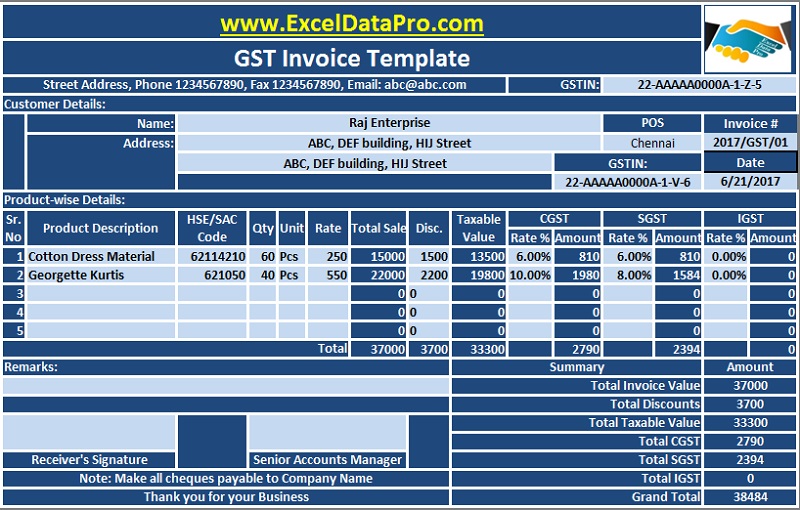 www.ExcelDataPro.com
GST Invoice Template
Street Address, Phone 1234567890, Fax 1234567890, Email: abc@abc.com GSTIN: 22-AAAAA0000A-1-Z-5
Customer Details:
Name: Raj Enterprise POS Invoice #
Address: ABC, DEF building, HIJ Street Chennai 2017/GST/01
ABC, DEF building, HIJ Street GSTIN: Date
22-AAAAA0000A-1-V-6 6/21/2017
Product-wise Details:
Sr. No Product Description HSE/SAC Code Qty Unit Rate Total Sale Disc. Taxable Value CGST SGST IGST
Rate % Amount Rate % Amount Rate % Amount
1 Cotton Dress Material 62114210 60 Pcs 250 15000 1500 13500 6.00% 810 6.00% 810 0.00% 0
2 Georgette Kurtis 621050 40 Pcs 550 22000 2200 19800 10.00% 1980 8.00% 1584 0.00% 0
3 0 0 0 0 0 0
4 0 0 0 0 0 0
5 0 0 0 0 0 0
Total 37000 3700 33300 2790 2394 0
Remarks: Summary Amount
Total Invoice Value 37000
Total Discounts 3700
Total Taxable Value 33300
Total CGST 2790
Receiver's Signature Senior Accounts Manager Total SGST 2394
Note: Make all cheques payable to Company Name Total IGST 0
Thank you for your Business Grand Total 38484